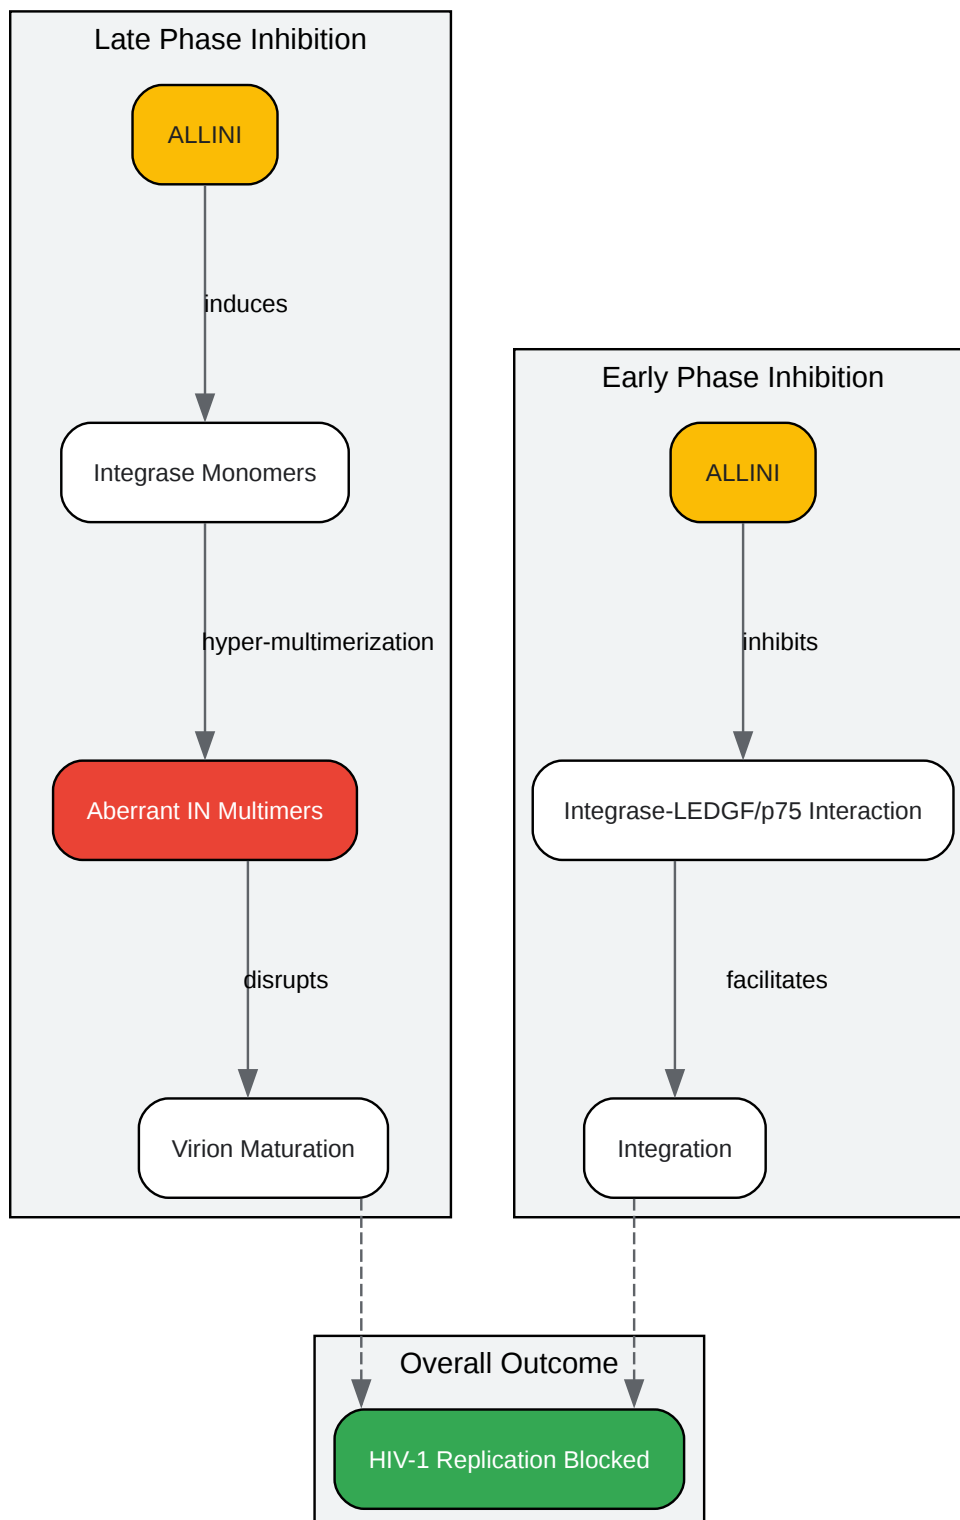 Late Phase Inhibition
ALLINI
induces
Integrase Monomers
hyper-multimerization
Aberrant IN Multimers
disrupts
Virion Maturation
Early Phase Inhibition
ALLINI
inhibits
Integrase-LEDGF/p75 Interaction
facilitates
Integration
Overall Outcome
HIV-1 Replication Blocked